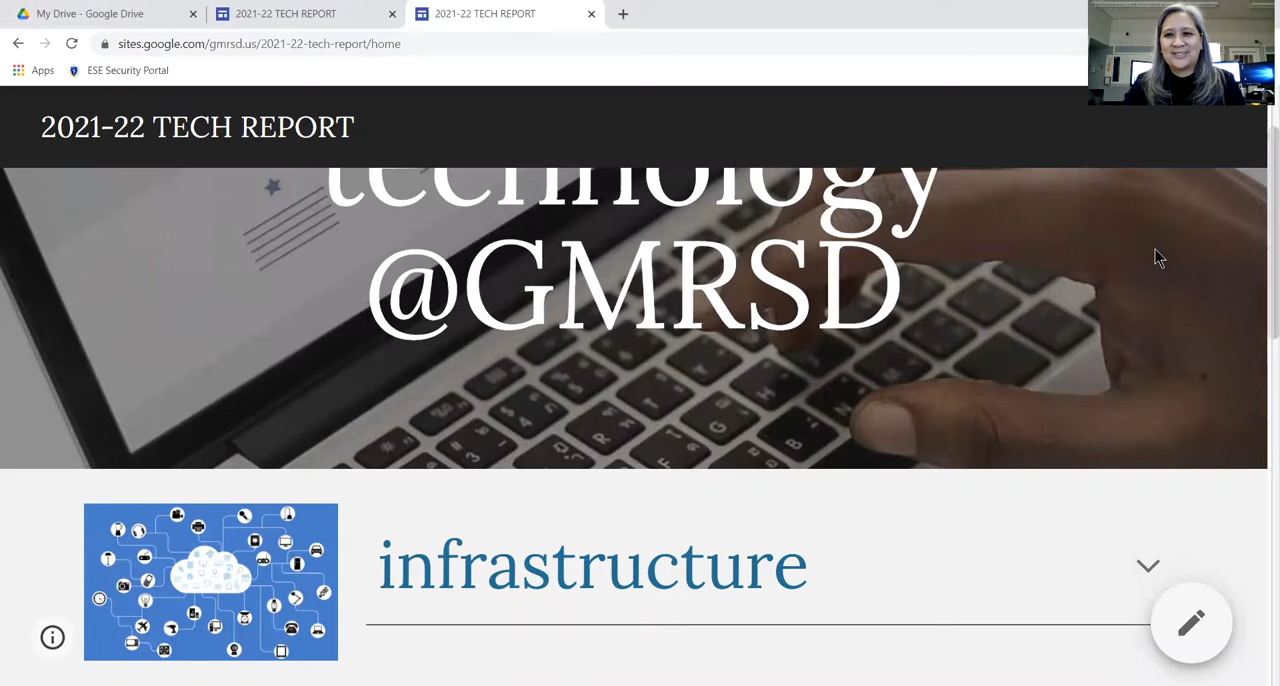 My Drive - Google Drive
2021-22 TECH REPORT
2021-22 TECH REPORT
sites.google.com/gmrsd.us/2021-22-tech-report/home
Apps
ESE Security Portal
2021-22 TECH REPORT
technology
@GMRSD
infrastructure